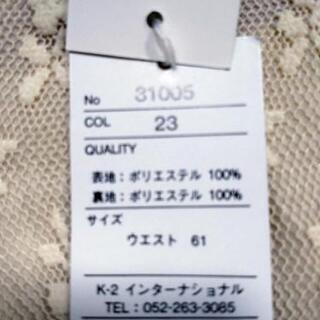 No 31005
COL 23
QUALITY
表地：ポリエステル 100%
裏地：ポリエステル 100%
サイズ
ウエスト 61
K-2 インターナショナル
TEL：052-263-3085